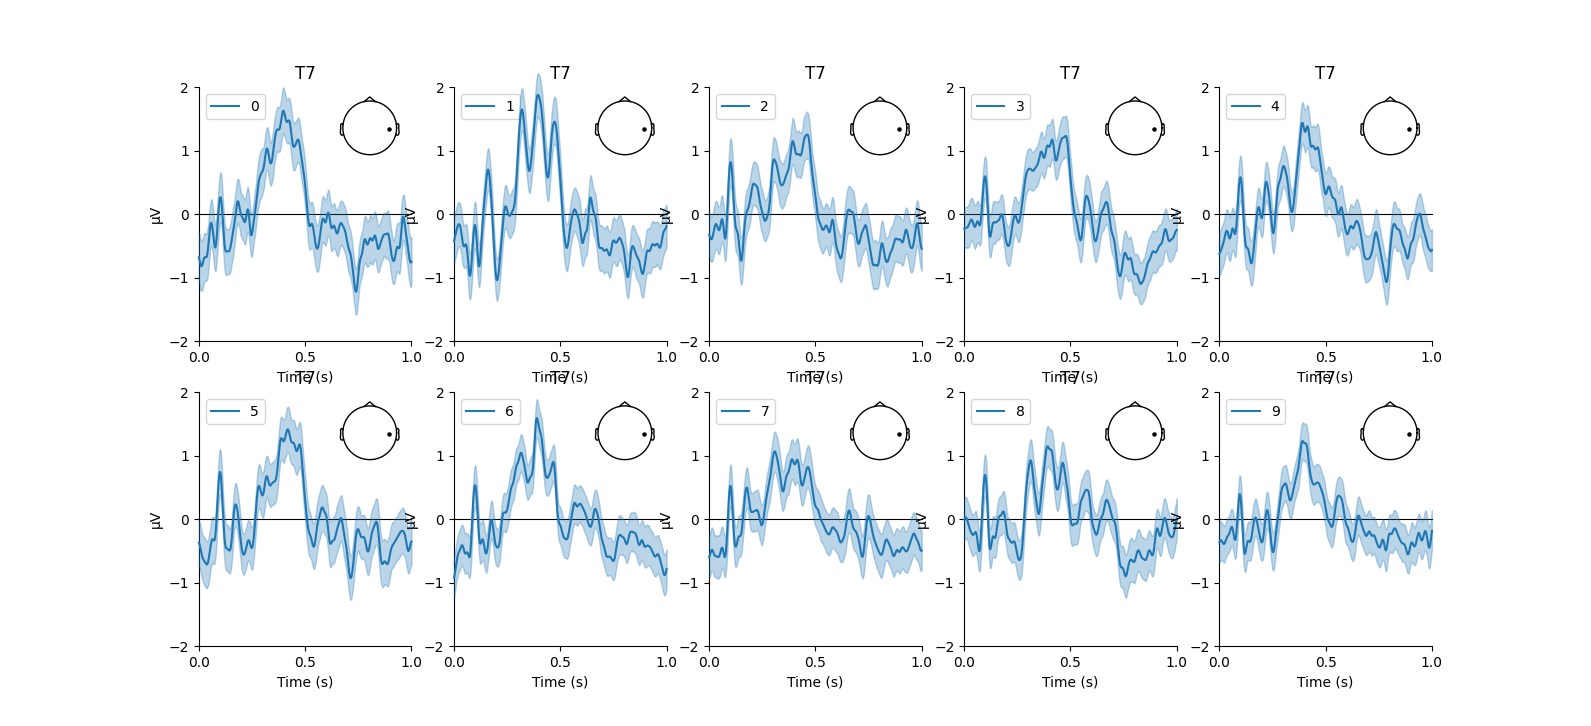 T7 T7 T7 T7 T7
2 2 2 2 2
0 1 2 3 4
1 1 1 1 1
µV 0 µV 0 µV 0 µV 0 µV 0
−1 −1 −1 −1 −1
−2 −2 −2 −2 −2
0.0 0.5 1.0 0.0 0.5 1.0 0.0 0.5 1.0 0.0 0.5 1.0 0.0 0.5 1.0
Time (s) Time (s) Time (s) Time (s) Time (s)
T7 T7 T7 T7 T7
2 2 2 2 2
5 6 7 8 9
1 1 1 1 1
µV 0 µV 0 µV 0 µV 0 µV 0
−1 −1 −1 −1 −1
−2 −2 −2 −2 −2
0.0 0.5 1.0 0.0 0.5 1.0 0.0 0.5 1.0 0.0 0.5 1.0 0.0 0.5 1.0
Time (s) Time (s) Time (s) Time (s) Time (s)